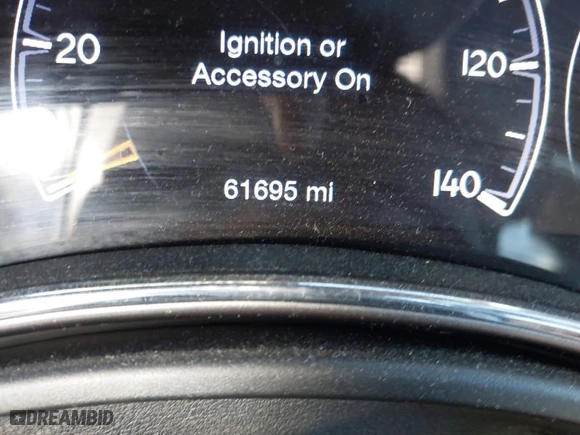 Ignition or
20
120
Accessory On
61695 mi
140
DREAMBID